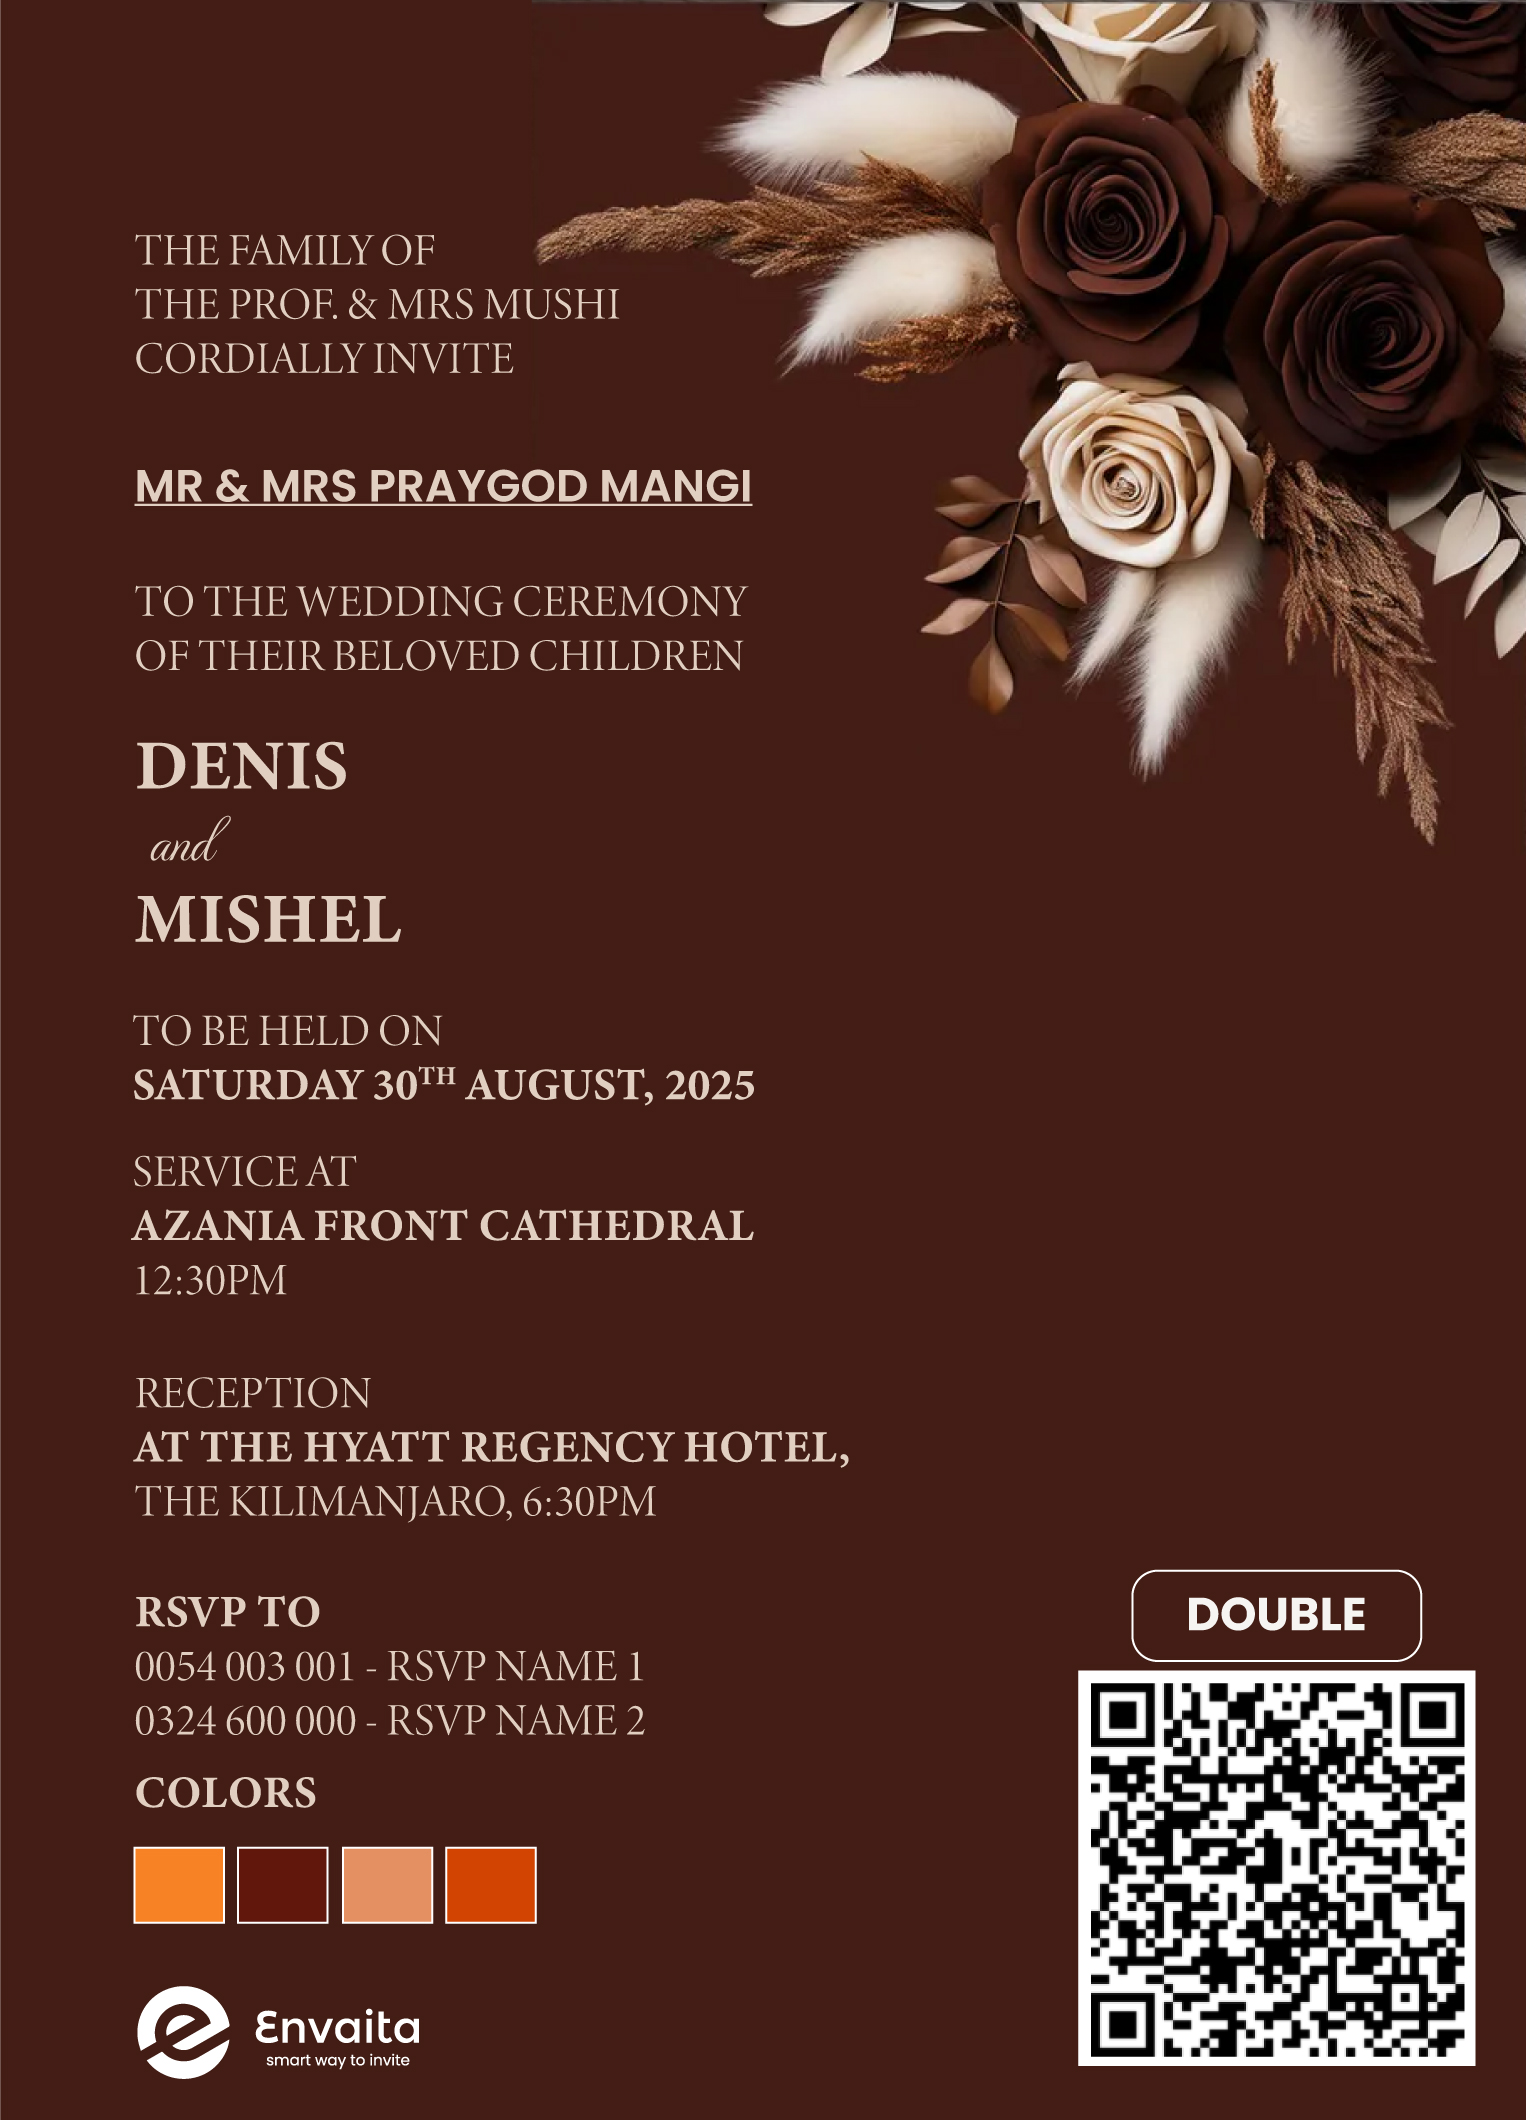 THE FAMILY OF
THE PROF. & MRS MUSHI
CORDIALLY INVITE
MR & MRS PRAYGOD MANGI
TO THE WEDDING CEREMONY
OF THEIR BELOVED CHILDREN
DENIS
and
MISHEL
TO BE HELD ON
SATURDAY 30TH AUGUST, 2025
SERVICE AT
AZANIA FRONT CATHEDRAL
12:30PM
RECEPTION
AT THE HYATT REGENCY HOTEL,
THE KILIMANJARO, 6:30PM
RSVP TO
0054 003 001 - RSVP NAME 1
0324 600 000 - RSVP NAME 2
COLORS
DOUBLE
Envaita
smart way to invite